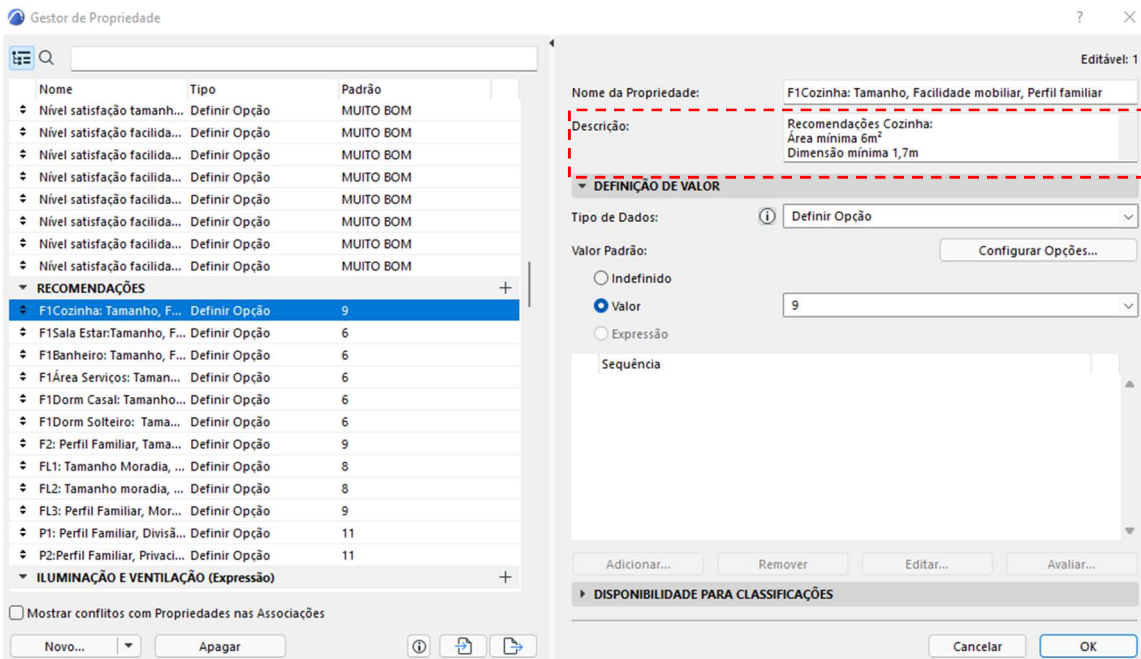 Gestor de Propriedade
?
Nome Tipo Padrão
Nível satisfação tamanh... Definir Opção MUITO BOM
Nível satisfação facilida... Definir Opção MUITO BOM
Nível satisfação facilida... Definir Opção MUITO BOM
Nível satisfação facilida... Definir Opção MUITO BOM
Nível satisfação facilida... Definir Opção MUITO BOM
Nível satisfação facilida... Definir Opção MUITO BOM
Nível satisfação facilida... Definir Opção MUITO BOM
Nível satisfação facilida... Definir Opção MUITO BOM
RECOMENDAÇÕES
F1Cozinha: Tamanho, F... Definir Opção 9
F1Sala Estar:Tamanho, F... Definir Opção 6
F1Banheiro: Tamanho, F... Definir Opção 6
F1Área Serviços: Taman... Definir Opção 6
F1Dorm Casal: Tamanho... Definir Opção 6
F1Dorm Solteiro: Tama... Definir Opção 6
F2: Perfil Familiar, Tama... Definir Opção 9
FL1: Tamanho Moradia, ... Definir Opção 8
FL2: Tamanho moradia, ... Definir Opção 8
FL3: Perfil Familiar, Mor... Definir Opção 9
P1: Perfil Familiar, Divisã... Definir Opção 11
P2:Perfil Familiar, Privaci... Definir Opção 11
ILUMINAÇÃO E VENTILAÇÃO (Expressão)
Mostrar conflitos com Propriedades nas Associações
Novo... Apagar
Editável: 1
Nome da Propriedade: F1Cozinha: Tamanho, Facilidade mobiliar, Perfil familiar
Descrição: Recomendações Cozinha:
Área mínima 6m²
Dimensão mínima 1,7m
DEFINIÇÃO DE VALOR
Tipo de Dados: Definir Opção
Valor Padrão: Configurar Opções...
Indefinido
Valor 9
Expressão
Sequência
Adicionar... Remover Editar... Avaliar...
DISPONIBILIDADE PARA CLASSIFICAÇÕES
Cancelar OK